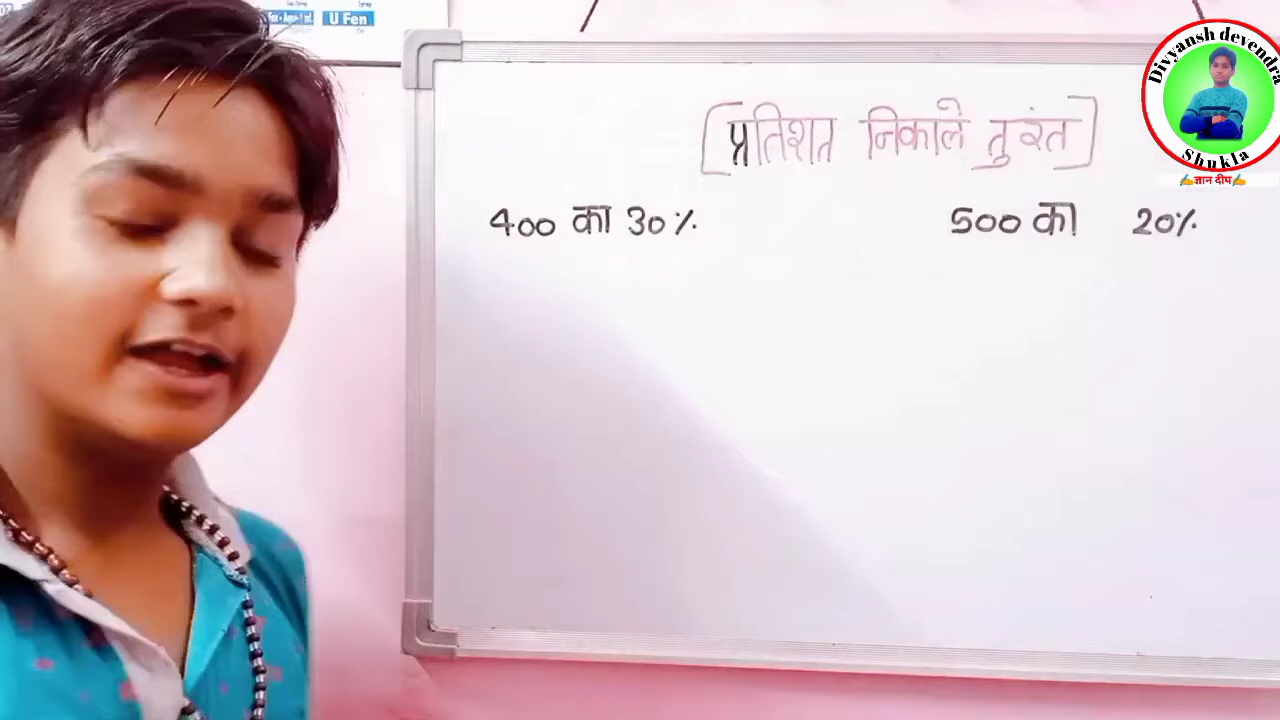 U Fen
[प्रतिशत निकाले तुरंत]
400 का 30%
500 का 20%
Divyansh devendra
Shukla
✍ज्ञान दीप✍